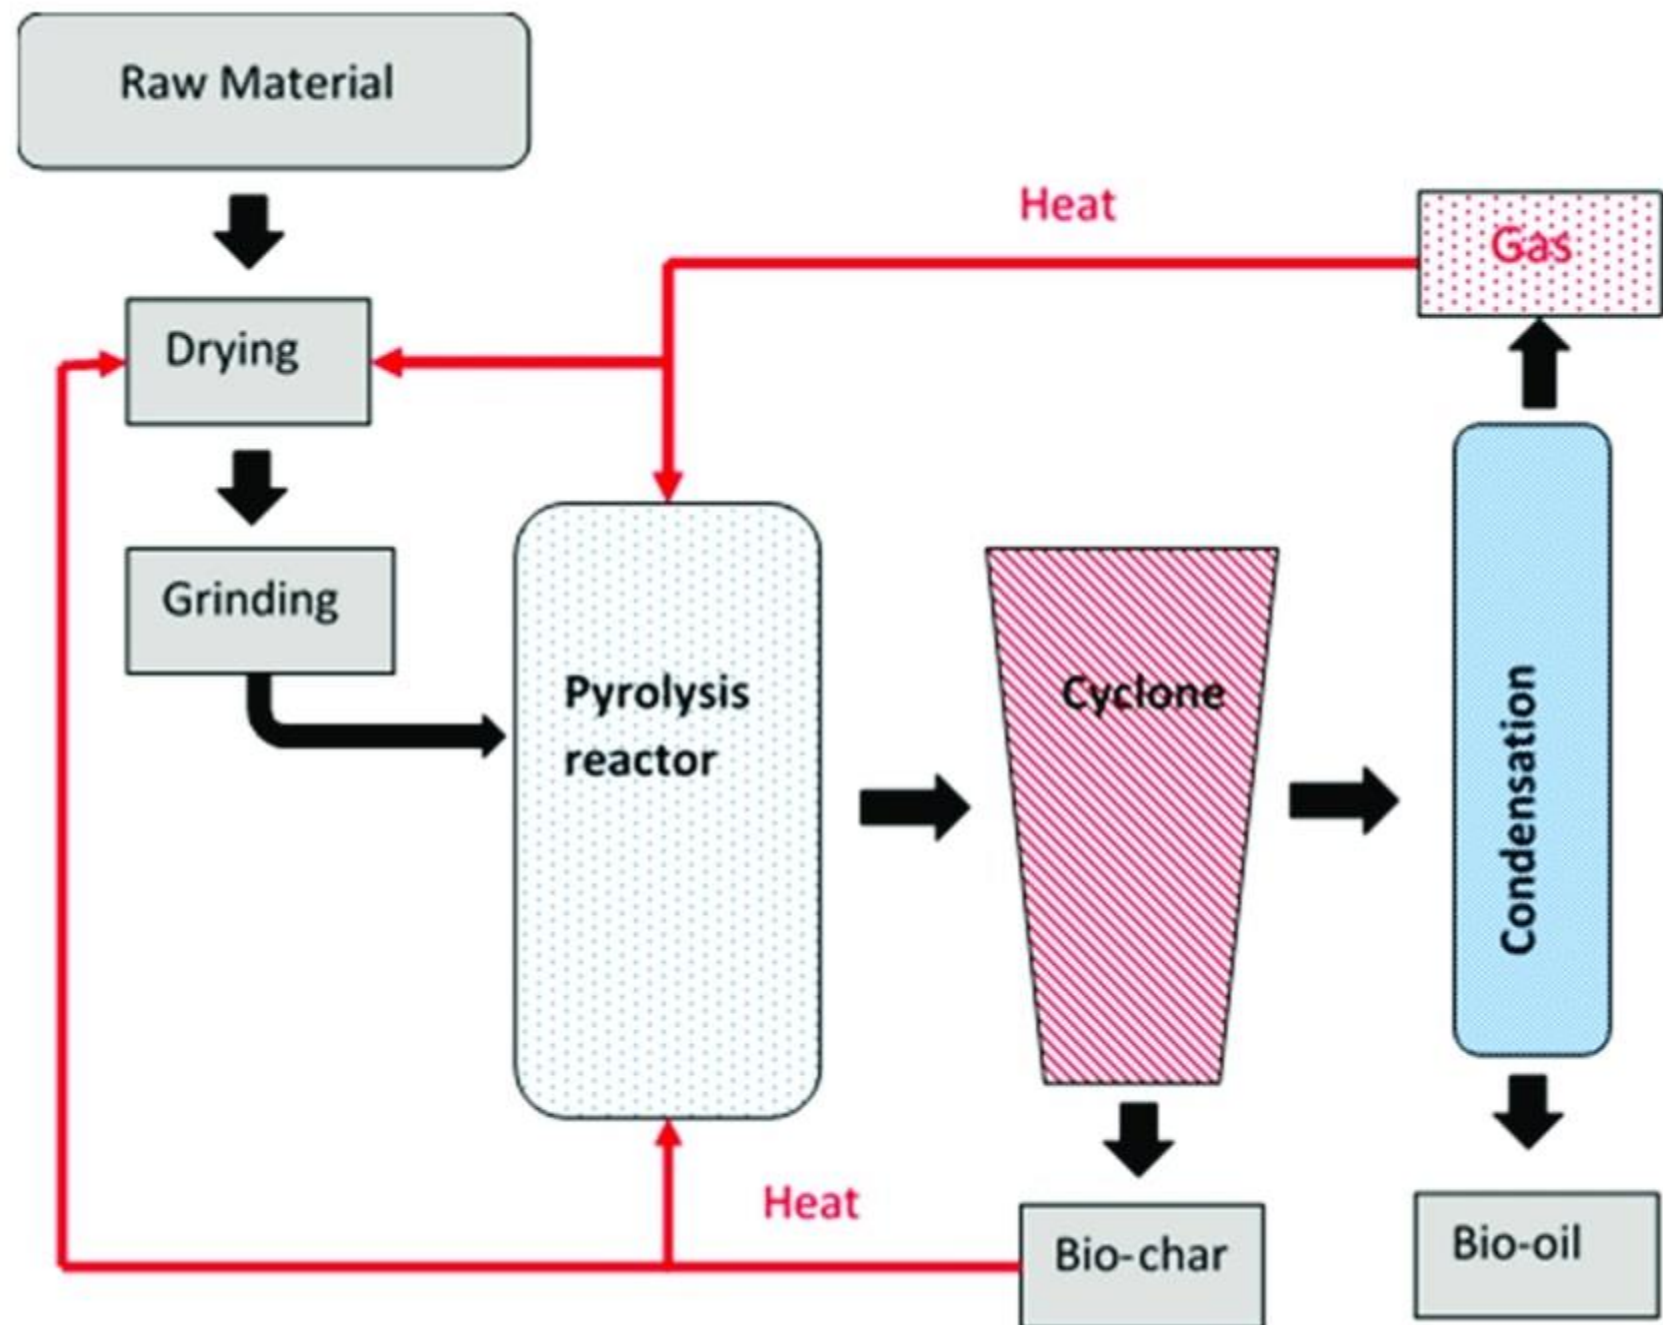 Raw Material
Heat
Gas
Drying
Grinding
Pyrolysis
reactor
Cyclone
Condensation
Heat
Bio-char
Bio-oil